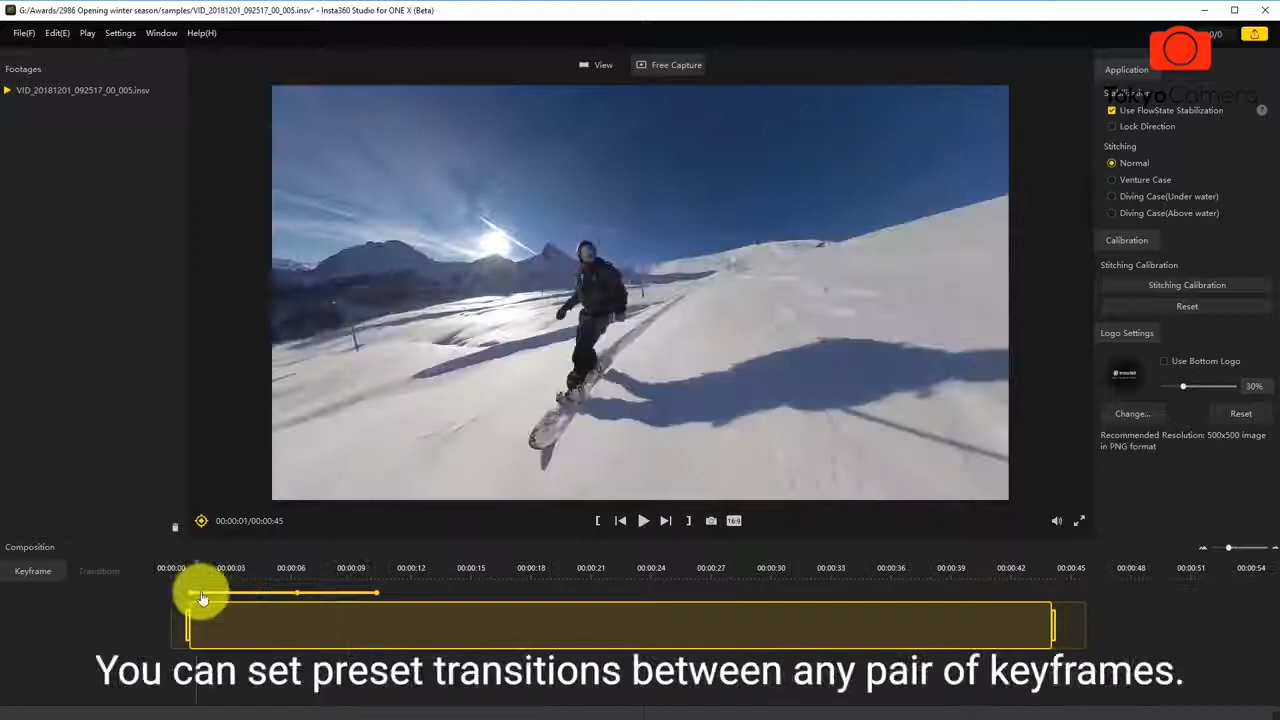 G:/Awards/2986 Opening winter season/samples/VID_20181201_092517_00_005.insv* - Insta360 Studio for ONE X (Beta)
File(F) Edit(E) Play Settings Window Help(H)
0/0
Footages
VID_20181201_092517_00_005.insv
View Free Capture
Application
TokyoCamera
Use FlowState Stabilization
Lock Direction
Stitching
Normal
Venture Case
Diving Case(Under water)
Diving Case(Above water)
Calibration
Stitching Calibration
Stitching Calibration
Reset
Logo Settings
Insta360
Use Bottom Logo
30%
Change... Reset
Recommended Resolution: 500x500 image
in PNG format
00:00:01/00:00:45
16:9
Composition
Keyframe Transition
00:00:00 00:00:03 00:00:06 00:00:09 00:00:12 00:00:15 00:00:18 00:00:21 00:00:24 00:00:27 00:00:30 00:00:33 00:00:36 00:00:39 00:00:42 00:00:45 00:00:48 00:00:51 00:00:54
You can set preset transitions between any pair of keyframes.